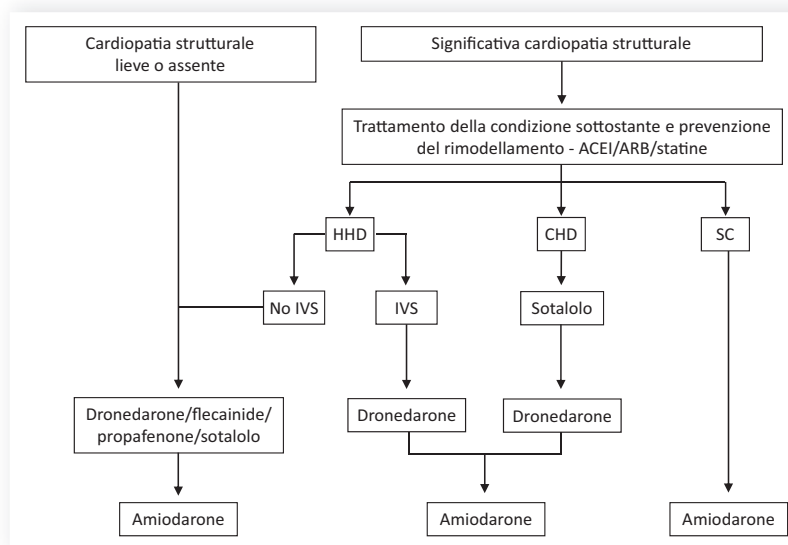 Cardiopatia strutturale
lieve o assente
Significativa cardiopatia strutturale
Trattamento della condizione sottostante e prevenzione
del rimodellamento - ACEI/ARB/statine
HHD
CHD
SC
No IVS
IVS
Sotalolo
Dronedarone/flecainide/
propafenone/sotalolo
Dronedarone
Dronedarone
Amiodarone
Amiodarone
Amiodarone